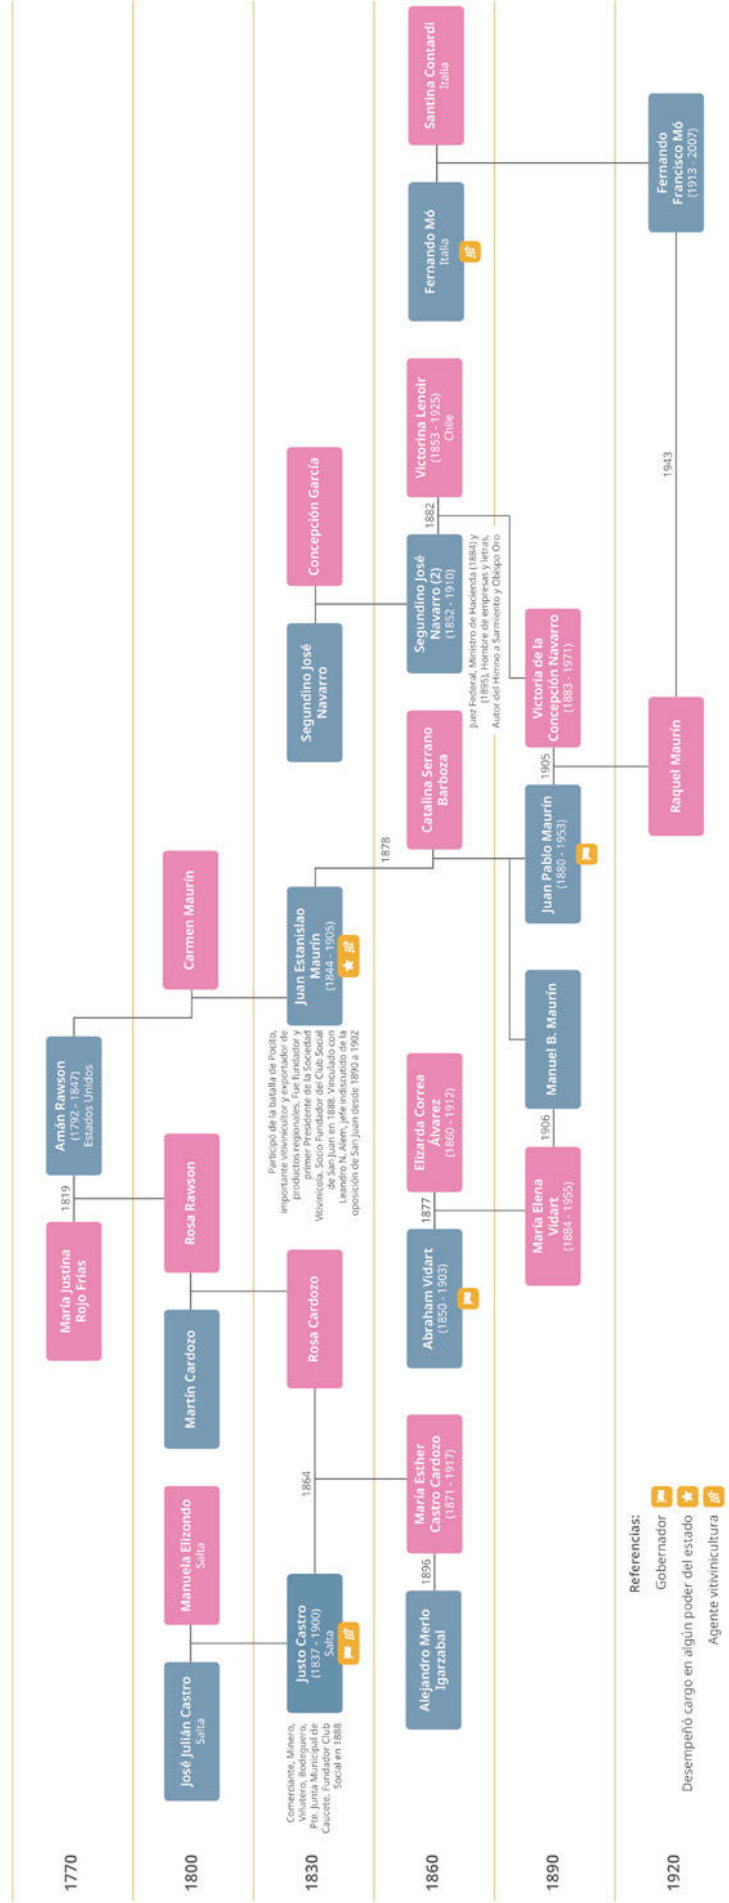 1770
María Justina
Rojo Frías
1819
Amán Rawson
(1792 - 1847)
Estados Unidos
1800
José Julián Castro
Salta
Manuela Elizondo
Salta
Martín Cardozo
Rosa Rawson
Carmen Maurín
1830
Comerciante, Minero,
Viñatero, Bodeguero,
Pte. Junta Municipal de
Caucete, Fundador Club
Social en 1888
Justo Castro
(1837 - 1900)
Salta
1864
Rosa Cardozo
Participó de la batalla de Pocito,
importante vitivinicultor y exportador de
productos regionales. Fue fundador y
primer Presidente de la Sociedad
Vitivinícola. Socio Fundador del Club Social
de San Juan en 1888. Vinculado con
Leandro N. Alem, jefe indiscutido de la
oposición de San Juan desde 1890 a 1902
Juan Estanislao
Maurín
(1844 - 1905)
Segundino José
Navarro
Concepción García
1860
Alejandro Merlo
Igarzabal
1896
María Esther
Castro Cardozo
(1871 - 1917)
Abraham Vidart
(1850 - 1903)
1877
Elizarda Correa
Álvarez
(1860 - 1912)
1878
Catalina Serrano
Barboza
Segundino José
Navarro (2)
(1852 - 1910)
1882
Victorina Lenoir
(1853 - 1925)
Chile
Juez Federal, Ministro de Hacienda (1884) y
(1895), Hombre de empresas y letras,
Autor del Himno a Sarmiento y Obispo Oro
Fernando Mó
Italia
Santina Contardi
Italia
1890
María Elena
Vidart
(1884 - 1955)
1906
Manuel B. Maurín
Juan Pablo Maurín
(1880 - 1953)
1905
Victoria de la
Concepción Navarro
(1883 - 1971)
1920
Raquel Maurín
1943
Fernando
Francisco Mó
(1913 - 2007)
Referencias:
Gobernador
Desempeñó cargo en algún poder del estado
Agente vitivinicultura